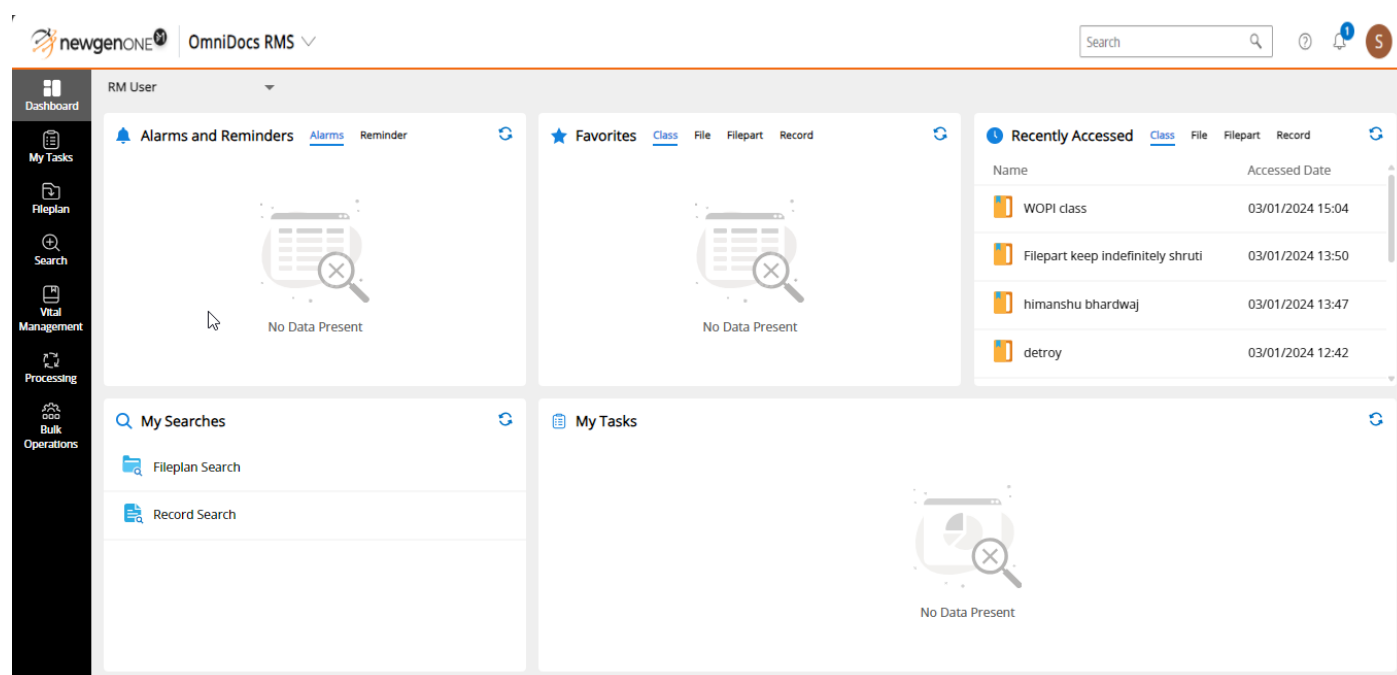 newgenONE OmniDocs RMS Search 1 S
Dashboard
My Tasks
Fileplan
Search
Vital
Management
Processing
Bulk
Operations
RM User
Alarms and Reminders Alarms Reminder
No Data Present
Favorites Class File Filepart Record
No Data Present
Recently Accessed Class File Filepart Record
Name Accessed Date
WOPI class 03/01/2024 15:04
Filepart keep indefinitely shruti 03/01/2024 13:50
himanshu bhardwaj 03/01/2024 13:47
detroy 03/01/2024 12:42
My Searches
Fileplan Search
Record Search
My Tasks
No Data Present